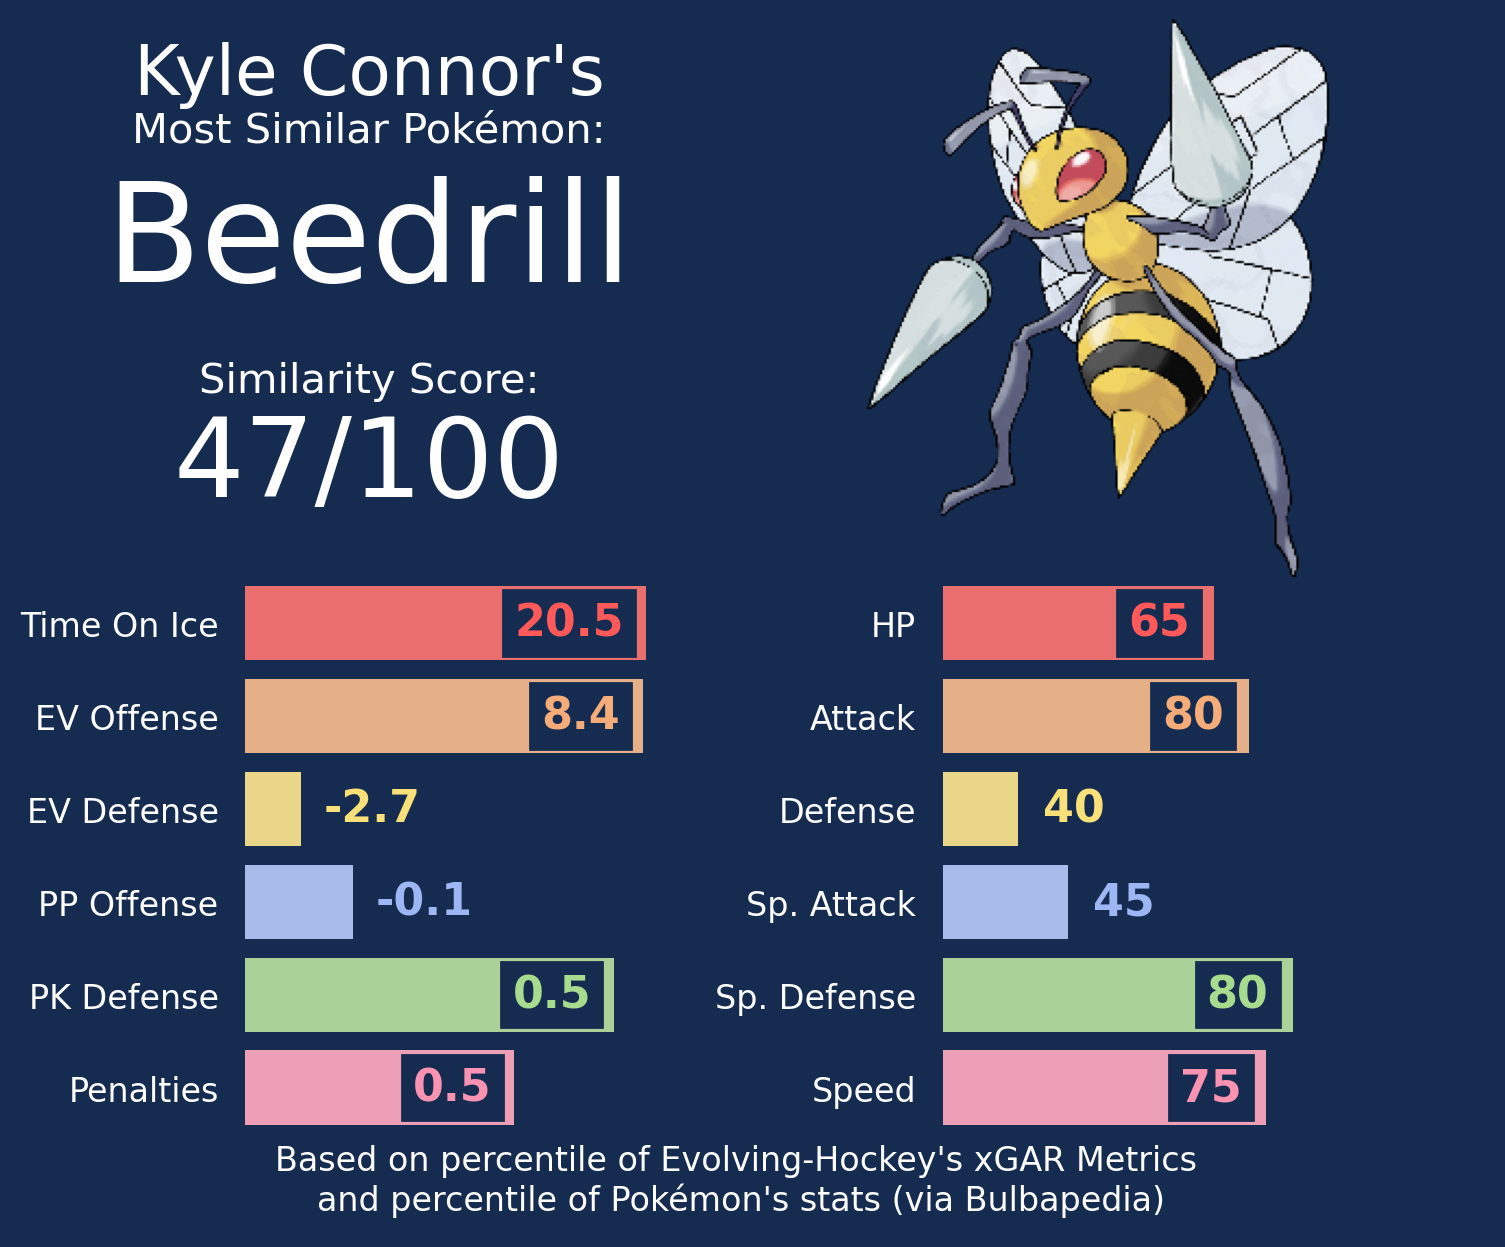 Kyle Connor's
Most Similar Pokémon:
Beedrill
Similarity Score:
47/100
Time On Ice 20.5
EV Offense 8.4
EV Defense -2.7
PP Offense -0.1
PK Defense 0.5
Penalties 0.5
HP 65
Attack 80
Defense 40
Sp. Attack 45
Sp. Defense 80
Speed 75
Based on percentile of Evolving-Hockey's xGAR Metrics
and percentile of Pokémon's stats (via Bulbapedia)